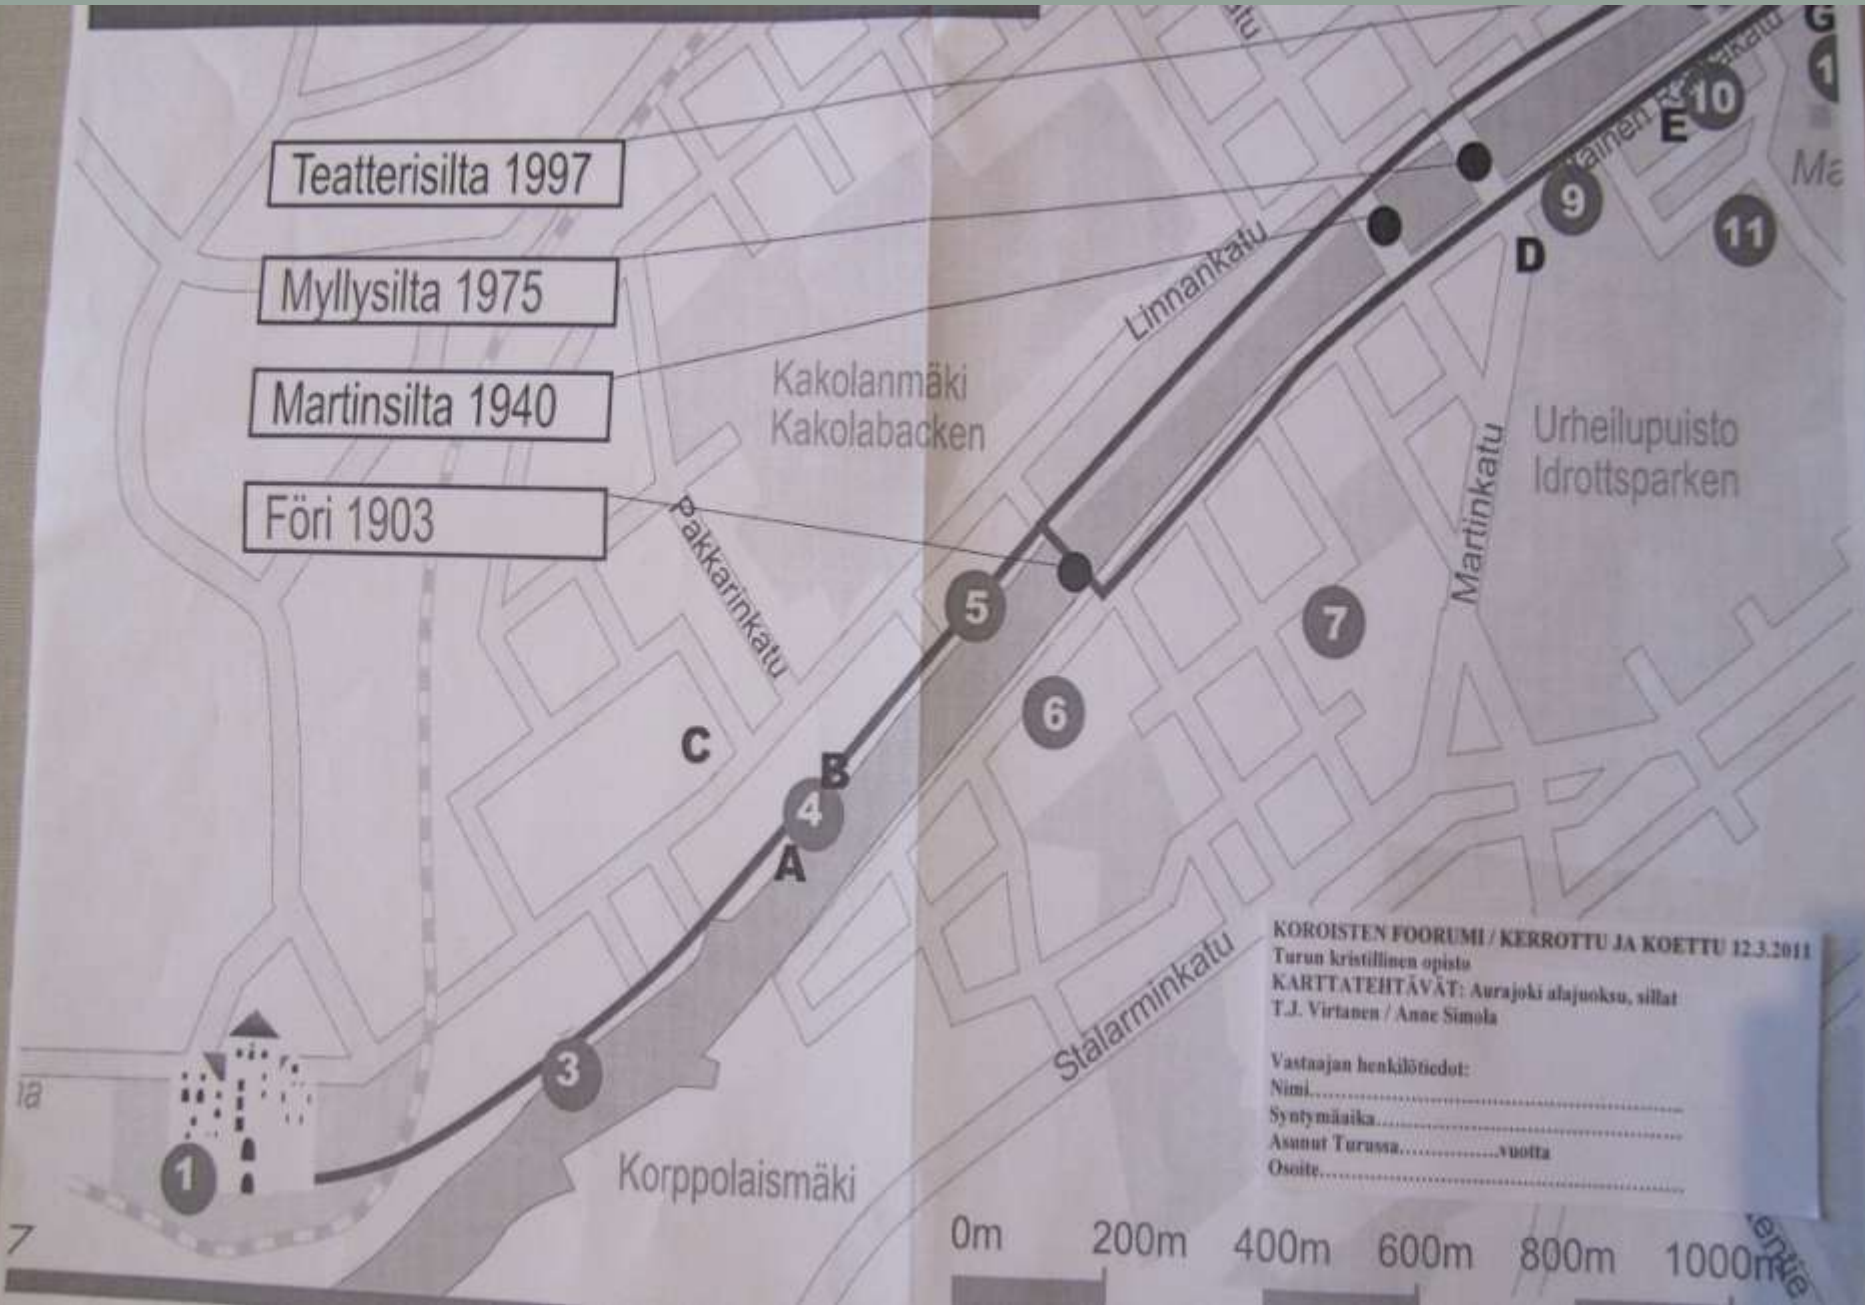 Teatterisilta 1997
Myllysilta 1975
Martinsilta 1940
Föri 1903
Kakolanmäki
Kakolabacken
Linnankatu
Pakkarinkatu
Martinkatu
Urheilupuisto
Idrottsparken
Stålarminkatu
Korppolaismäki
G
10
E
9
11
D
7
5
6
C
B
4
A
3
1
7
KOROISTEN FOORUMI / KERROTTU JA KOETTU 12.3.2011
Turun kristillinen opisto
KARTTATEHTÄVÄT: Aurajoki alajuoksu, sillat
T.J. Virtanen / Anne Simola
Vastaajan henkilötiedot:
Nimi
Syntymäaika
Asunut Turussa vuotta
Osoite
0m 200m 400m 600m 800m 1000m